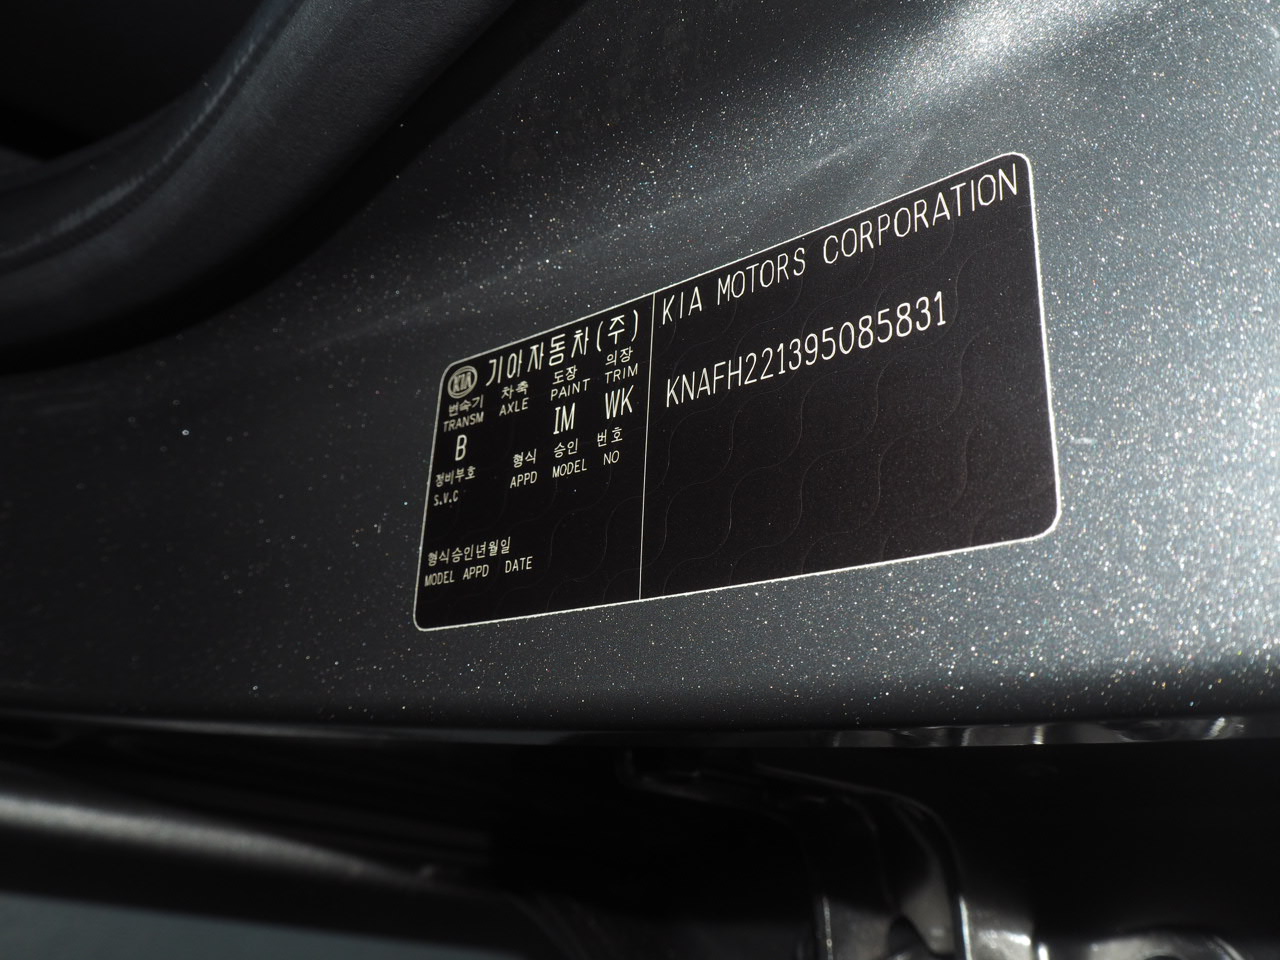 KIA 기아자동차(주)
변속기 차축 도장 의장
TRANSM AXLE PAINT TRIM
B IM WK
정비부호 형식 승인 번호
s.v.c APPD MODEL NO
형식승인년월일
MODEL APPD DATE
KIA MOTORS CORPORATION
KNAFH221395085831